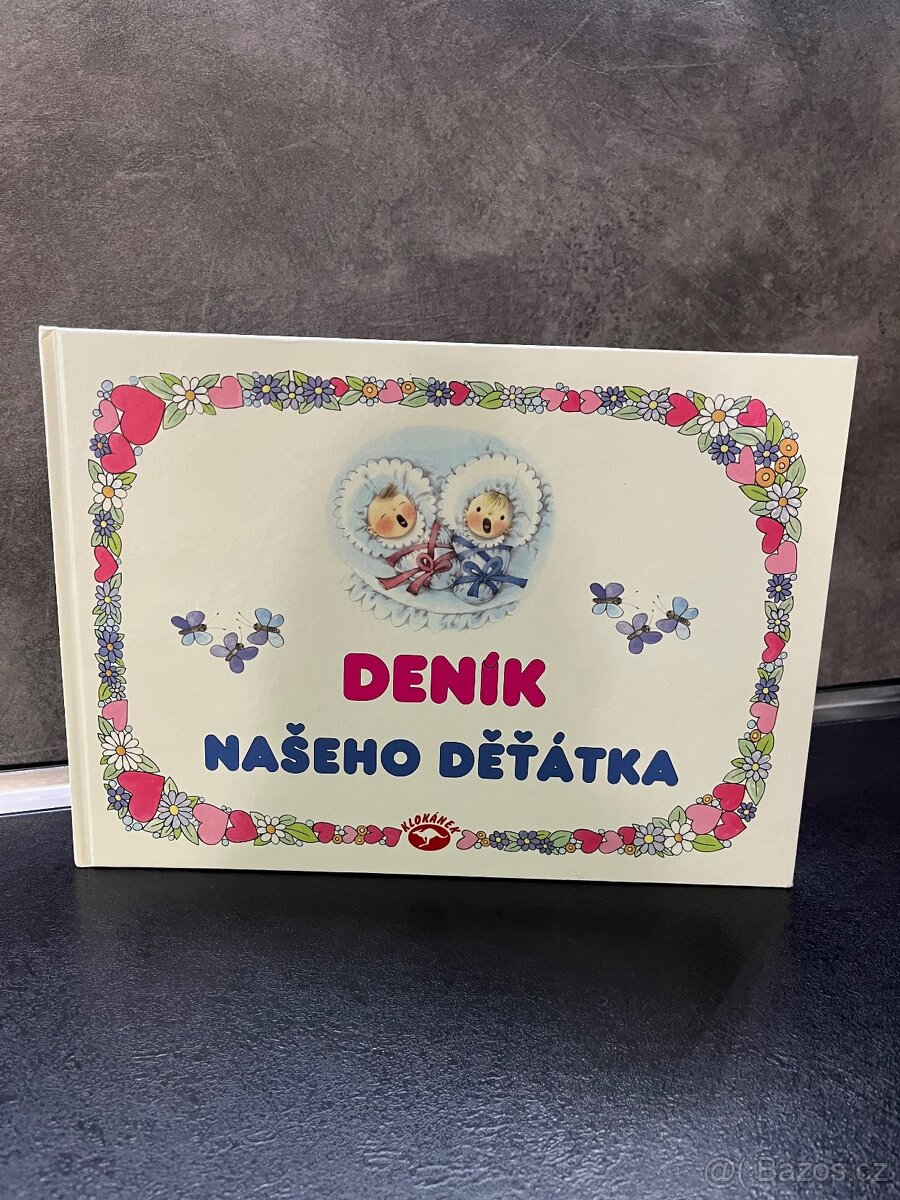 DENÍK
NAŠEHO DĚŤÁTKA
KLOKÁNEK
@( Bazos.cz